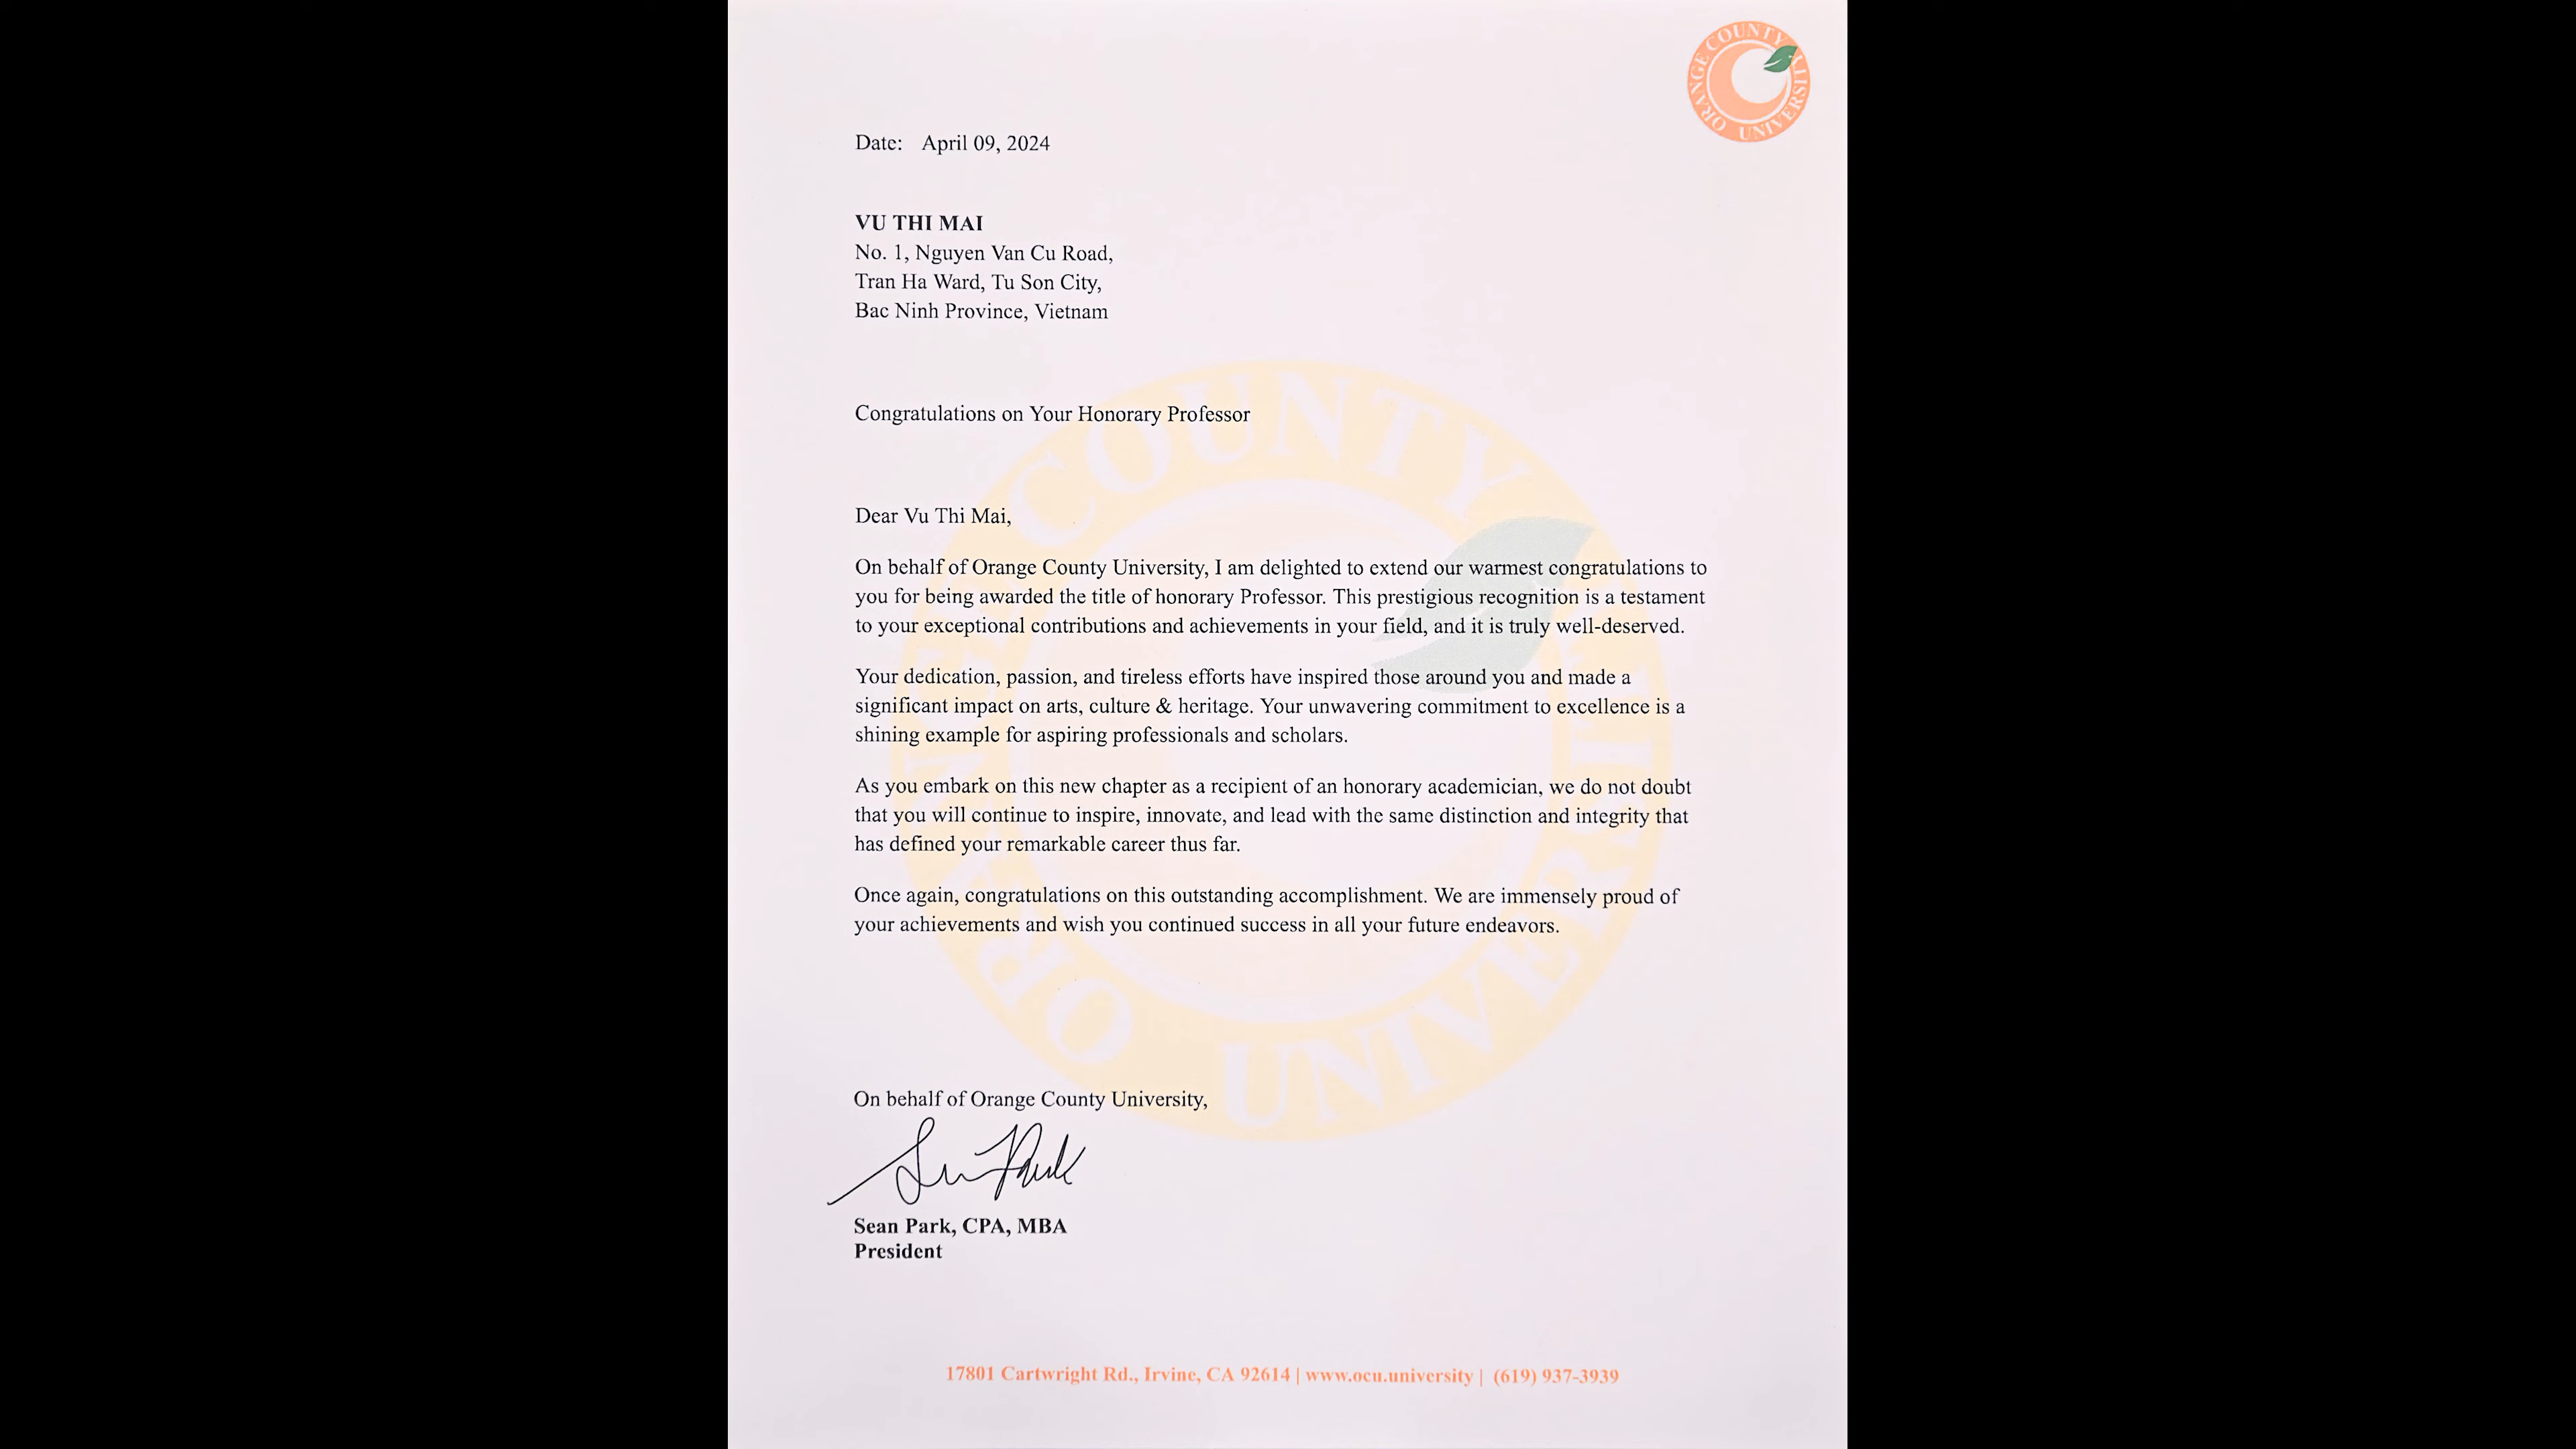 ORANGE COUNTY UNIVERSITY
Date: April 09, 2024
VU THI MAI
No. 1, Nguyen Van Cu Road,
Tran Ha Ward, Tu Son City,
Bac Ninh Province, Vietnam
Congratulations on Your Honorary Professor
Dear Vu Thi Mai,
On behalf of Orange County University, I am delighted to extend our warmest congratulations to
you for being awarded the title of honorary Professor. This prestigious recognition is a testament
to your exceptional contributions and achievements in your field, and it is truly well-deserved.
Your dedication, passion, and tireless efforts have inspired those around you and made a
significant impact on arts, culture & heritage. Your unwavering commitment to excellence is a
shining example for aspiring professionals and scholars.
As you embark on this new chapter as a recipient of an honorary academician, we do not doubt
that you will continue to inspire, innovate, and lead with the same distinction and integrity that
has defined your remarkable career thus far.
Once again, congratulations on this outstanding accomplishment. We are immensely proud of
your achievements and wish you continued success in all your future endeavors.
ORANGE COUNTY UNIVERSITY
On behalf of Orange County University,
Sean Park
Sean Park, CPA, MBA
President
17801 Cartwright Rd., Irvine, CA 92614 | www.ocu.university | (619) 937-3939